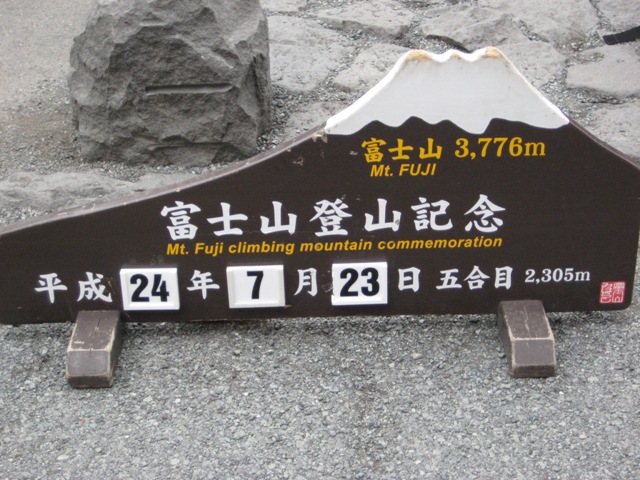 富士山 3,776m
Mt. FUJI
富士山登山記念
Mt. Fuji climbing mountain commemoration
平成 24 年 7 月 23 日 五合目 2,305m